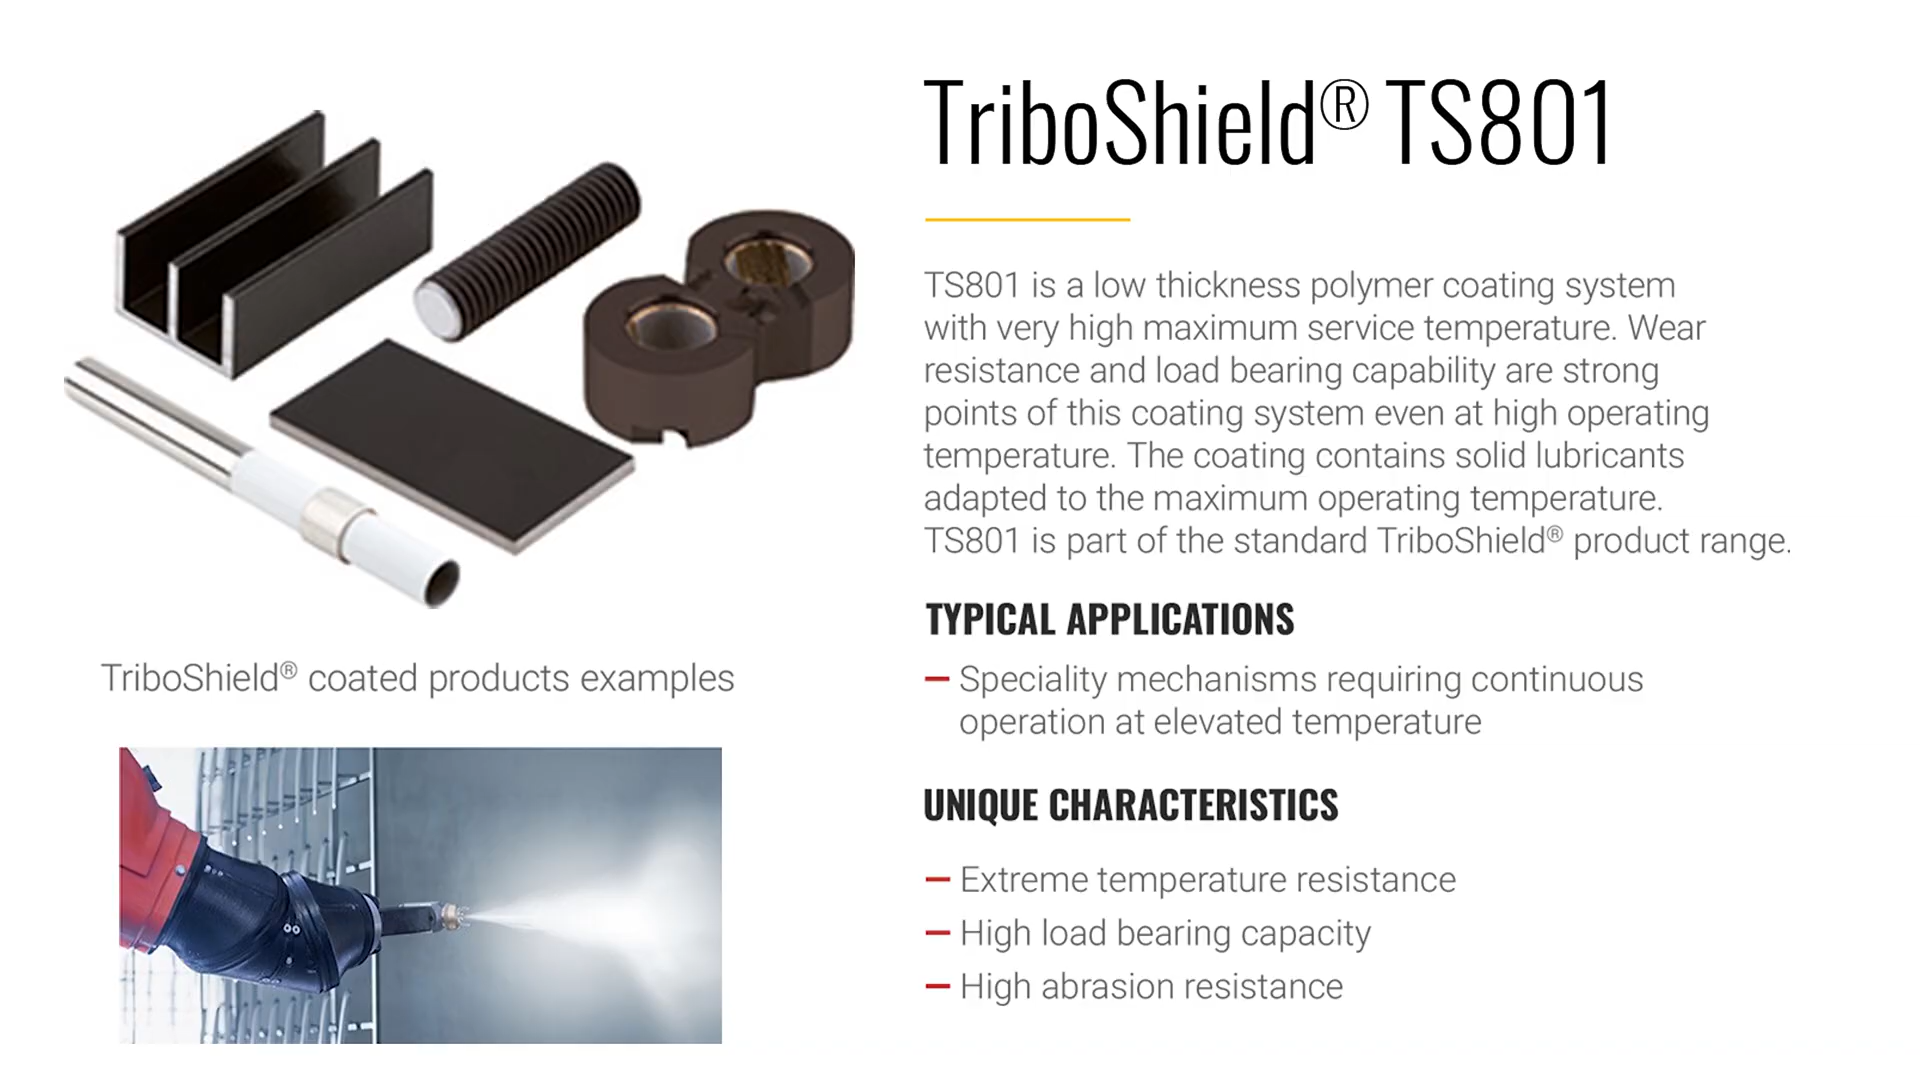 TriboShield® TS801
TS801 is a low thickness polymer coating system
with very high maximum service temperature. Wear
resistance and load bearing capability are strong
points of this coating system even at high operating
temperature. The coating contains solid lubricants
adapted to the maximum operating temperature.
TS801 is part of the standard TriboShield® product range.
TYPICAL APPLICATIONS
– Speciality mechanisms requiring continuous
operation at elevated temperature
UNIQUE CHARACTERISTICS
– Extreme temperature resistance
– High load bearing capacity
– High abrasion resistance
TriboShield® coated products examples